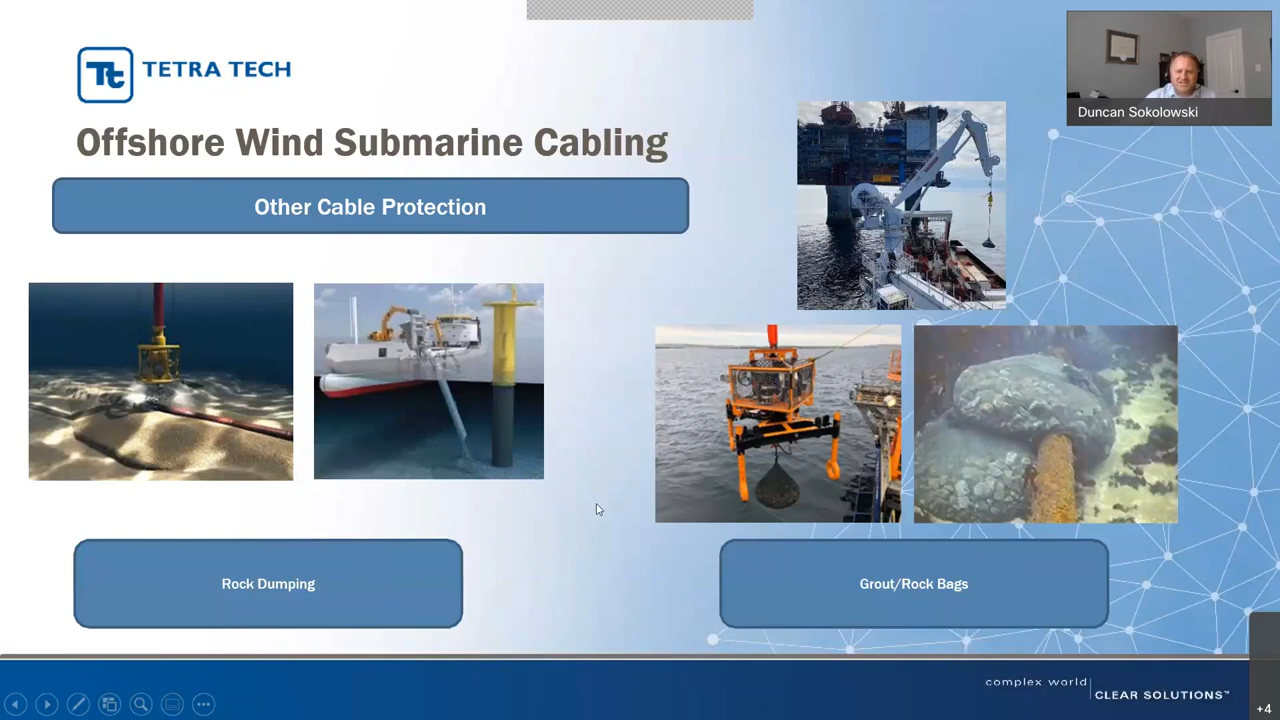 Tt TETRA TECH
Duncan Sokolowski
Offshore Wind Submarine Cabling
Other Cable Protection
Rock Dumping
Grout/Rock Bags
complex world
CLEAR SOLUTIONS™
+4